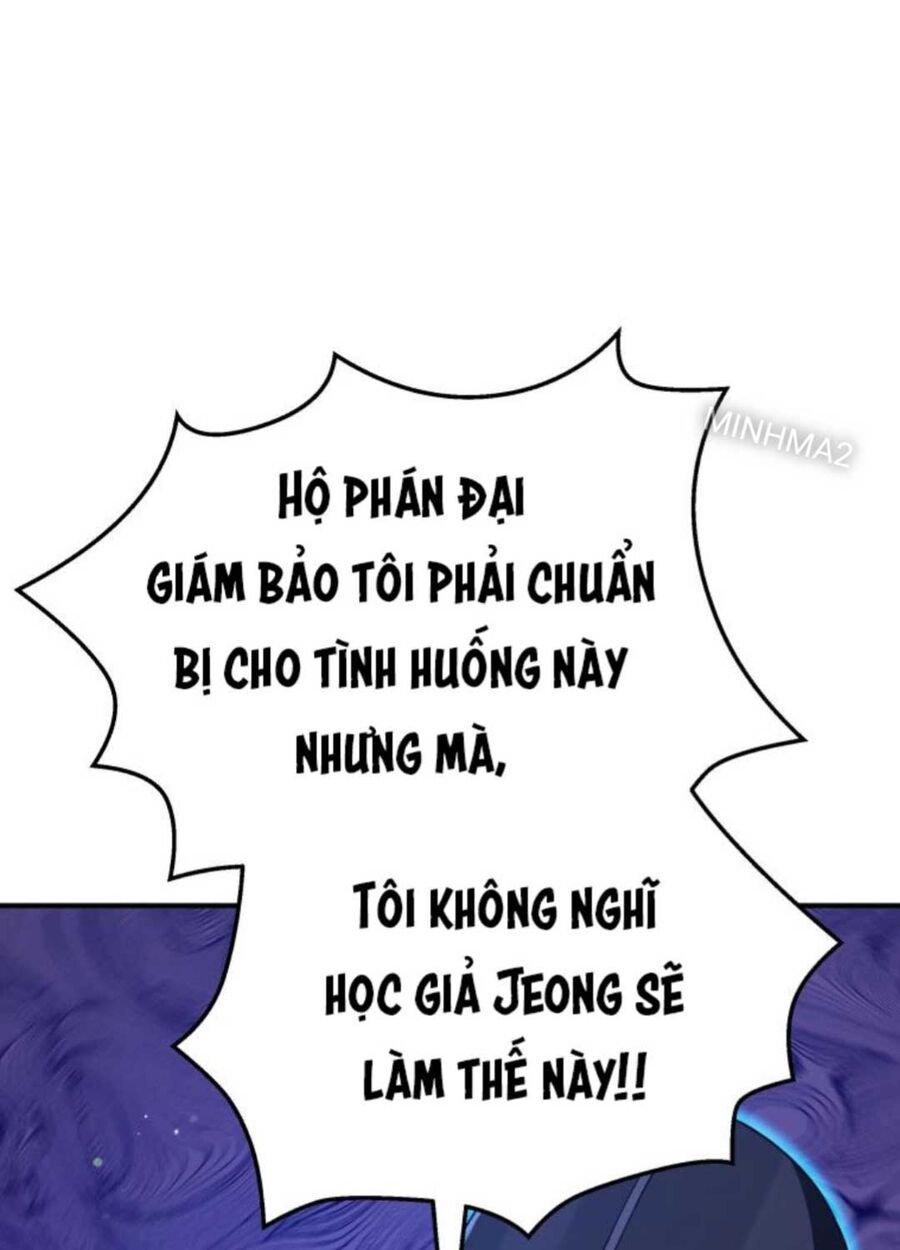 MINHMA2
HỘ PHÁN ĐẠI
GIÁM BẢO TÔI PHẢI CHUẨN
BỊ CHO TÌNH HUỐNG NÀY
NHƯNG MÀ,
TÔI KHÔNG NGHĨ
HỌC GIẢ JEONG SẼ
LÀM THẾ NÀY!!